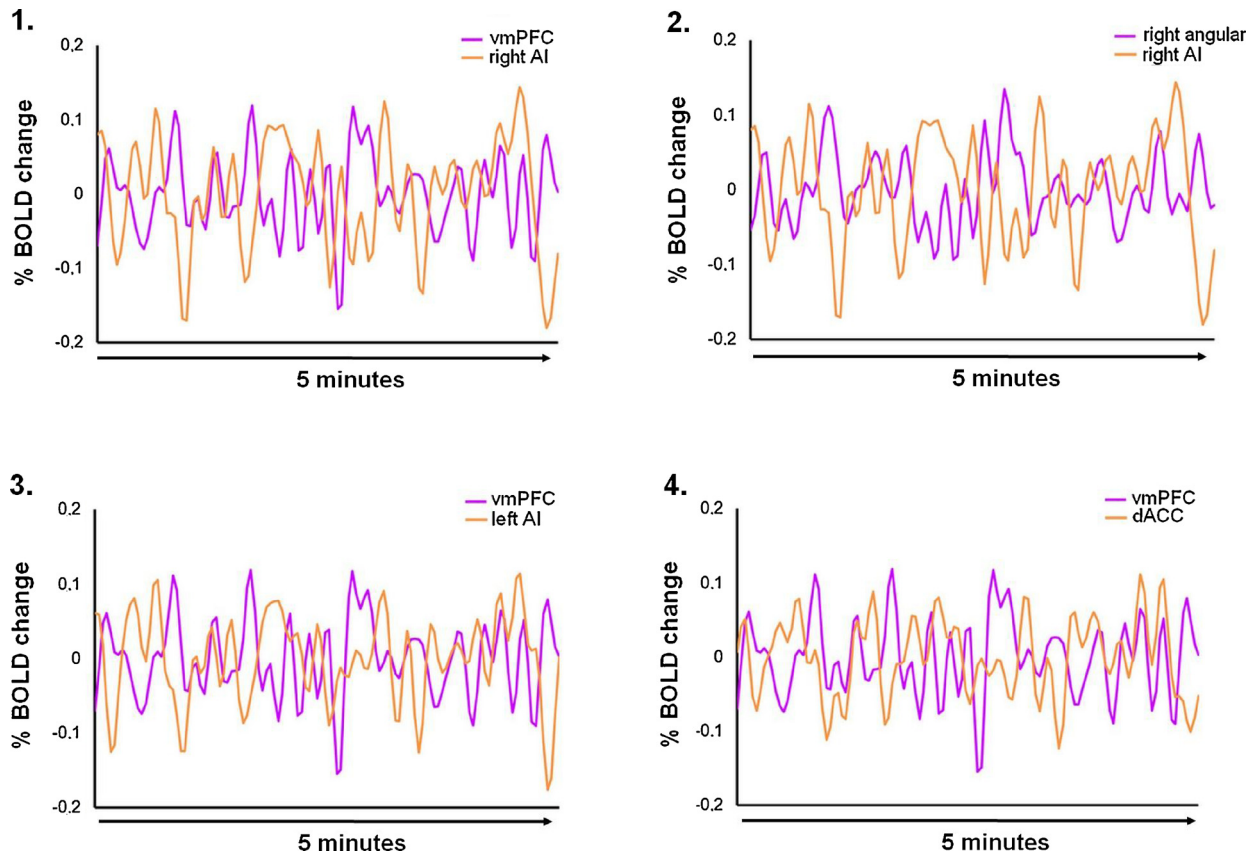 1.
vmPFC
right AI
0,2
0.1
0
-0.1
-0.2
% BOLD change
5 minutes
2.
right angular
right AI
0.2
0.1
0
-0.1
-0.2
% BOLD change
5 minutes
3.
vmPFC
left AI
0,2
0.1
0
-0.1
-0.2
% BOLD change
5 minutes
4.
vmPFC
dACC
0.2
0.1
0
-0.1
-0.2
% BOLD change
5 minutes